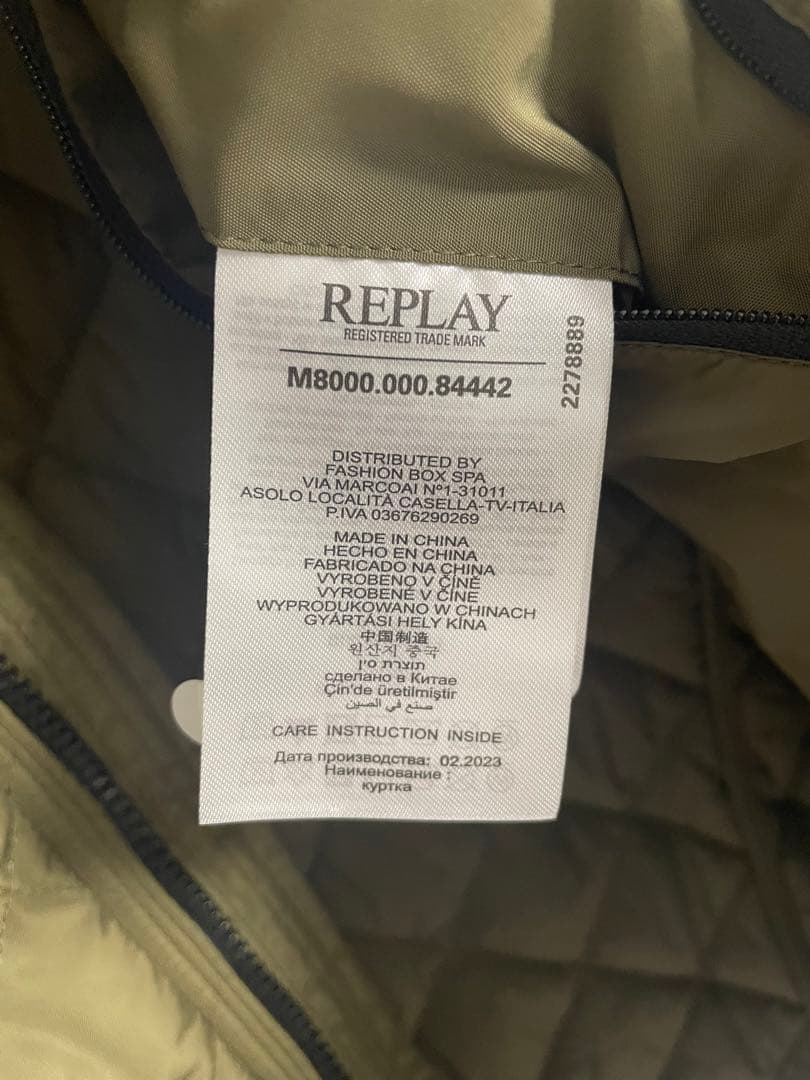 REPLAY
REGISTERED TRADE MARK
M8000.000.84442
2278889
DISTRIBUTED BY
FASHION BOX SPA
VIA MARCOAI Nº1-31011
ASOLO LOCALITÀ CASELLA-TV-ITALIA
P.IVA 03676290269
MADE IN CHINA
HECHO EN CHINA
FABRICADO NA CHINA
VYROBENO V ČÍNĚ
VYROBENÉ V ČÍNE
WYPRODUKOWANO W CHINACH
GYÁRTÁSI HELY KÍNA
中国制造
원산지 중국
תוצרת סין
сделано в Китае
Çin'de üretilmiştir
صنع في الصين
CARE INSTRUCTION INSIDE
Дата производства: 02.2023
Наименование :
куртка